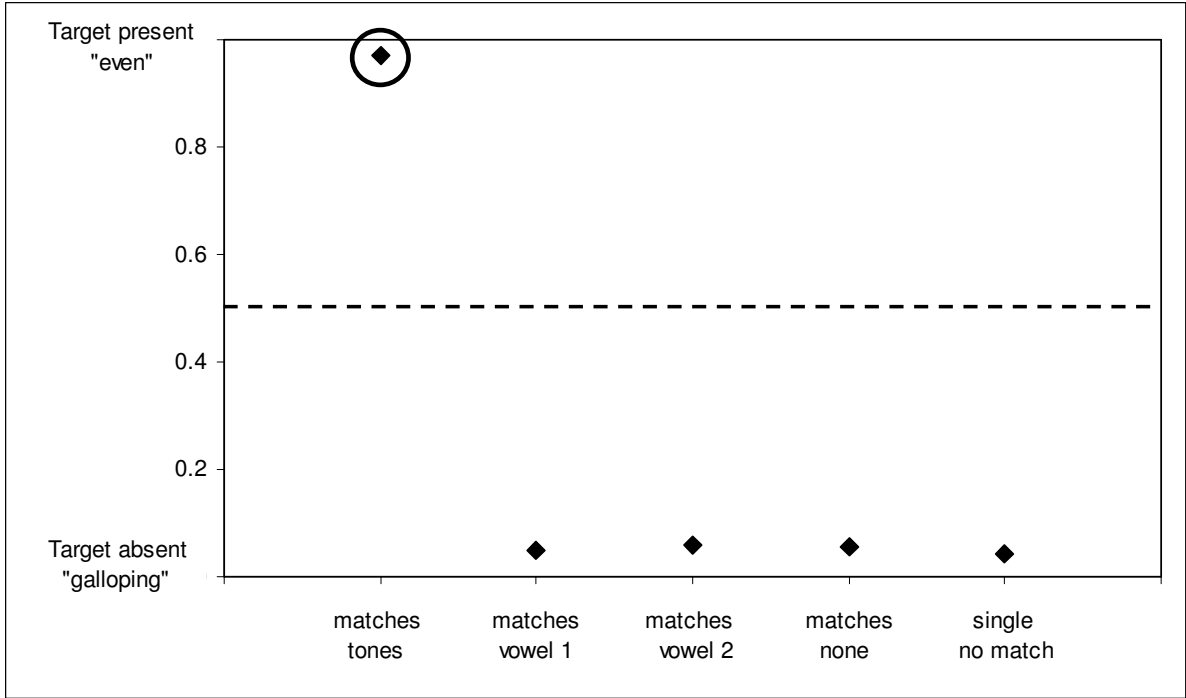 Target present
"even"
0.8
0.6
0.4
0.2
Target absent
"galloping"
matches matches matches matches single
tones vowel 1 vowel 2 none no match